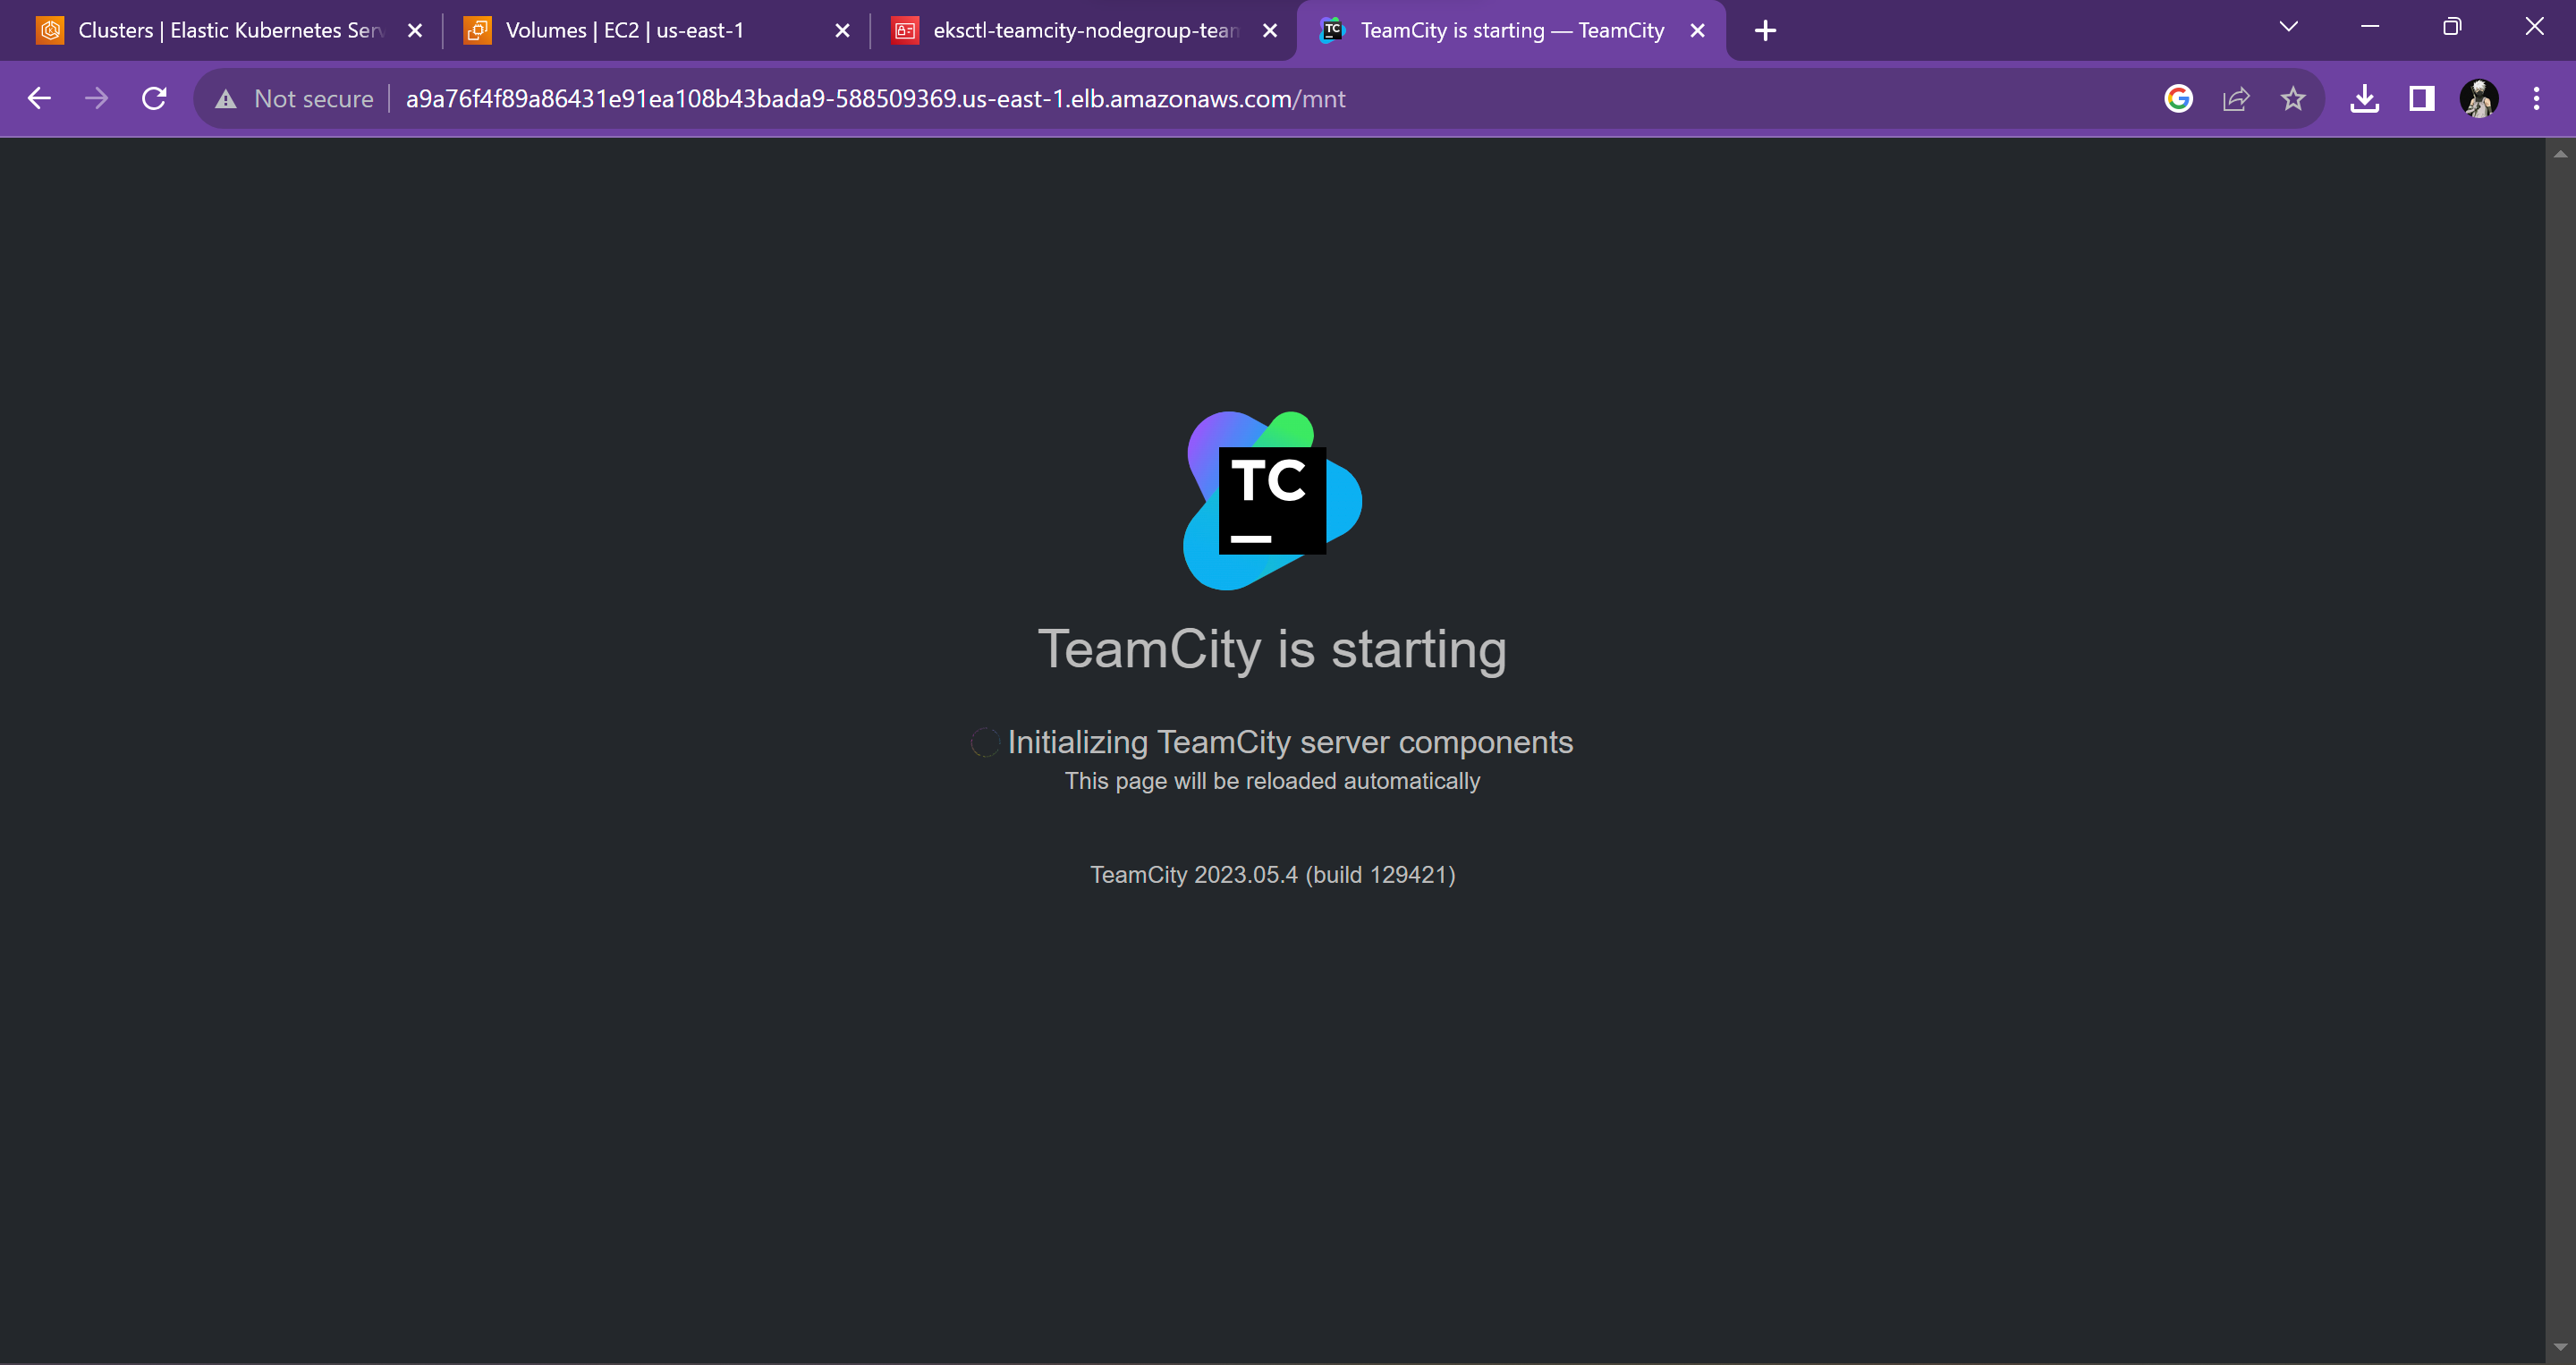 Clusters | Elastic Kubernetes Ser
Volumes | EC2 | us-east-1
eksctl-teamcity-nodegroup-tea
TeamCity is starting — TeamCity
Not secure
a9a76f4f89a86431e91ea108b43bada9-588509369.us-east-1.elb.amazonaws.com/mnt
TC
TeamCity is starting
Initializing TeamCity server components
This page will be reloaded automatically
TeamCity 2023.05.4 (build 129421)